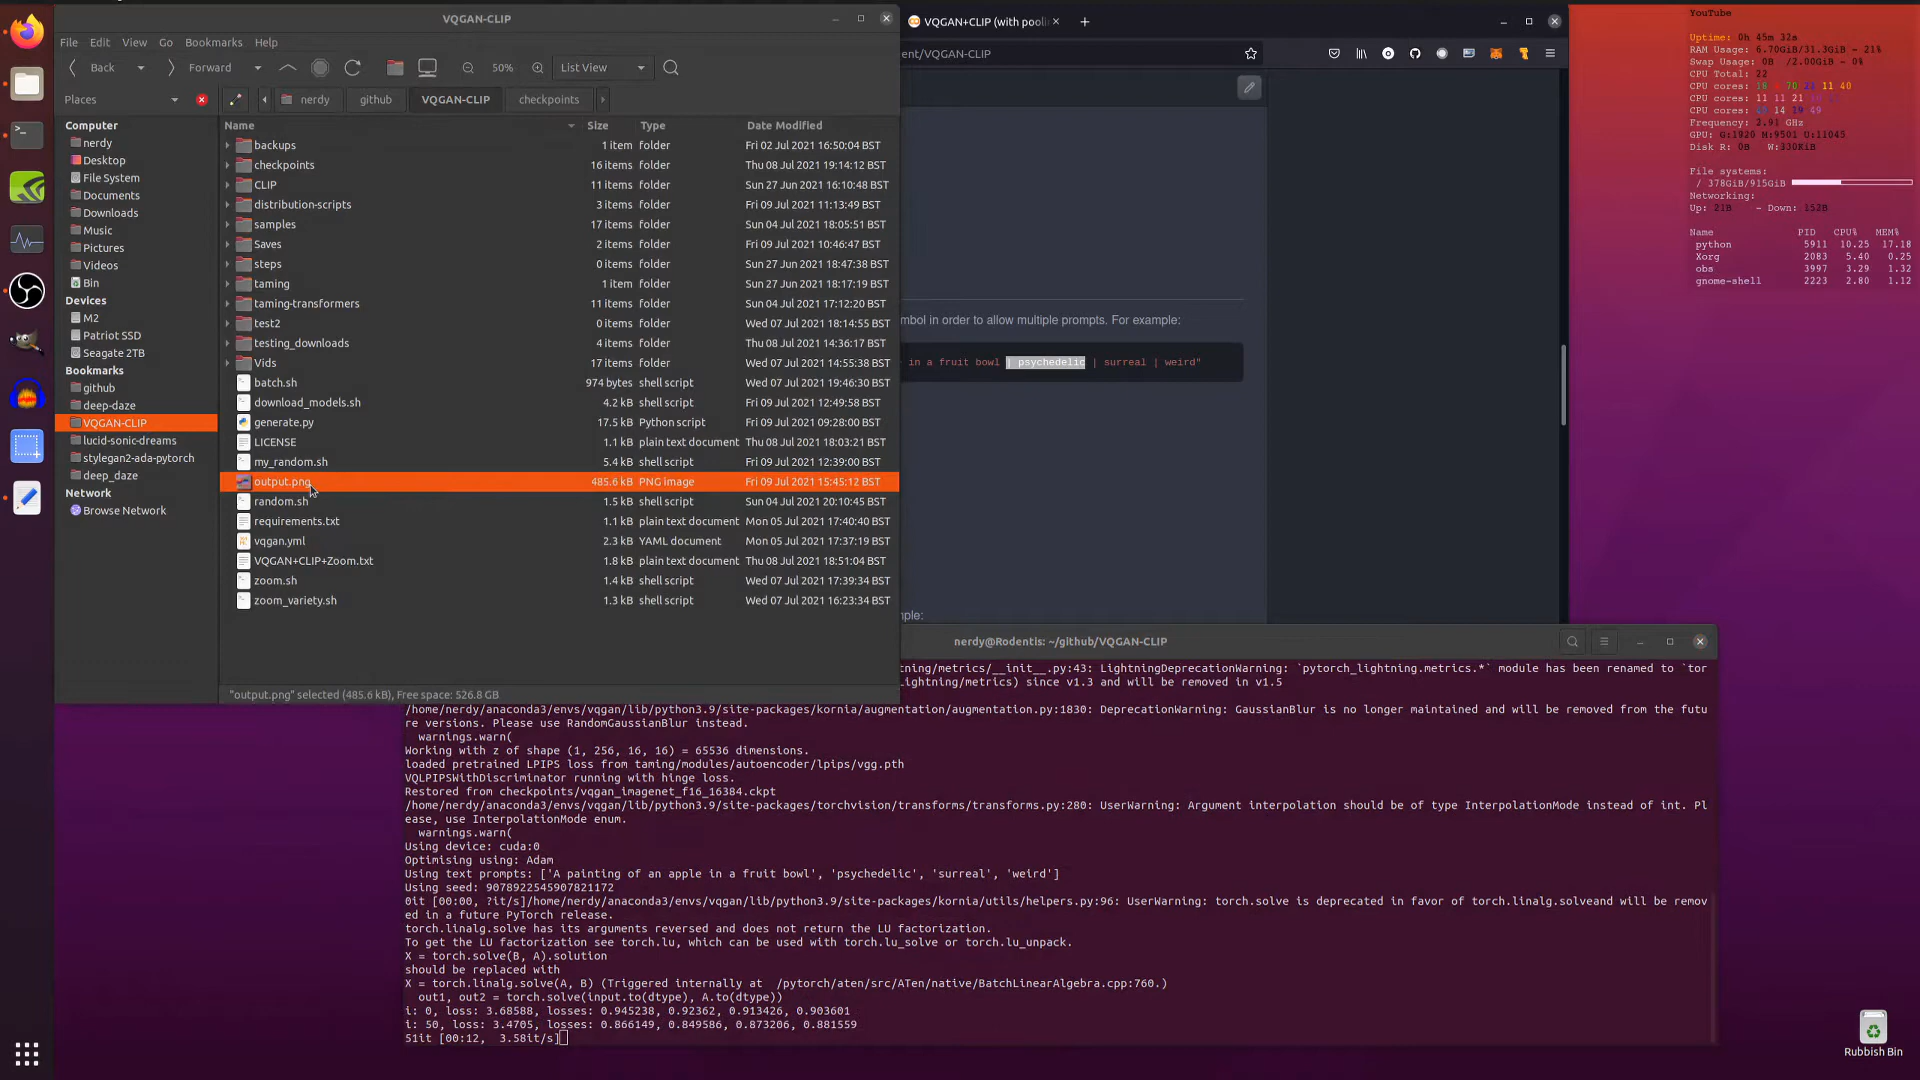 VQGAN-CLIP
File Edit View Go Bookmarks Help
Back Forward 50% List View
Places
nerdy github VQGAN-CLIP checkpoints
Computer
nerdy
Desktop
File System
Documents
Downloads
Music
Pictures
Videos
Bin
Devices
M2
Patriot SSD
Seagate 2TB
Bookmarks
github
deep-daze
VQGAN-CLIP
lucid-sonic-dreams
stylegan2-ada-pytorch
deep_daze
Network
Browse Network
Name Size Type Date Modified
backups 1 item folder Fri 02 Jul 2021 16:50:04 BST
checkpoints 16 items folder Thu 08 Jul 2021 19:14:12 BST
CLIP 11 items folder Sun 27 Jun 2021 16:10:48 BST
distribution-scripts 3 items folder Fri 09 Jul 2021 11:13:49 BST
samples 17 items folder Sun 04 Jul 2021 18:05:51 BST
Saves 2 items folder Fri 09 Jul 2021 10:46:47 BST
steps 0 items folder Sun 27 Jun 2021 18:47:38 BST
taming 1 item folder Sun 27 Jun 2021 18:17:19 BST
taming-transformers 11 items folder Sun 04 Jul 2021 17:12:20 BST
test2 0 items folder Wed 07 Jul 2021 18:14:55 BST
testing_downloads 4 items folder Thu 08 Jul 2021 14:36:17 BST
Vids 17 items folder Wed 07 Jul 2021 14:55:38 BST
batch.sh 974 bytes shell script Wed 07 Jul 2021 19:46:30 BST
download_models.sh 4.2 kB shell script Fri 09 Jul 2021 12:49:58 BST
generate.py 17.5 kB Python script Fri 09 Jul 2021 09:28:00 BST
LICENSE 1.1 kB plain text document Thu 08 Jul 2021 18:03:21 BST
my_random.sh 5.4 kB shell script Fri 09 Jul 2021 12:39:00 BST
output.png 485.6 kB PNG image Fri 09 Jul 2021 15:45:12 BST
random.sh 1.5 kB shell script Sun 04 Jul 2021 20:10:45 BST
requirements.txt 1.1 kB plain text document Mon 05 Jul 2021 17:40:40 BST
vqgan.yml 2.3 kB YAML document Mon 05 Jul 2021 17:37:19 BST
VQGAN+CLIP+Zoom.txt 1.8 kB plain text document Thu 08 Jul 2021 18:51:04 BST
zoom.sh 1.4 kB shell script Wed 07 Jul 2021 17:39:34 BST
zoom_variety.sh 1.3 kB shell script Wed 07 Jul 2021 16:23:34 BST
"output.png" selected (485.6 kB), Free space: 526.8 GB
VQGAN+CLIP (with pooli
ent/VQGAN-CLIP
mbol in order to allow multiple prompts. For example:
in a fruit bowl | psychedelic | surreal | weird"
ple:
YouTube
Uptime: 0h 45m 32s
RAM Usage: 6.70GiB/31.3GiB - 21%
Swap Usage: 0B /2.00GiB - 0%
CPU Total: 22
CPU cores: 11 40
CPU cores: 11 11 21
CPU cores: 14 19 49
Frequency: 2.91 GHz
GPU: G:1920 M:9501 O:11045
Disk R: 0B W:330KiB
File systems:
/ 378GiB/915GiB
Networking:
Up: 21B - Down: 152B
Name PID CPU% MEM%
python 5911 10.25 17.18
Xorg 2083 5.40 0.25
obs 3997 3.29 1.32
gnome-shell 2223 2.80 1.12
nerdy@Rodentis: ~/github/VQGAN-CLIP
ning/metrics/__init__.py:43: LightningDeprecationWarning: `pytorch_lightning.metrics.*` module has been renamed to `tor
ightning/metrics) since v1.3 and will be removed in v1.5
/home/nerdy/anaconda3/envs/vqgan/lib/python3.9/site-packages/kornia/augmentation/augmentation.py:1830: DeprecationWarning: GaussianBlur is no longer maintained and will be removed from the futu
re versions. Please use RandomGaussianBlur instead.
warnings.warn(
Working with z of shape (1, 256, 16, 16) = 65536 dimensions.
loaded pretrained LPIPS loss from taming/modules/autoencoder/lpips/vgg.pth
VQLPIPSWithDiscriminator running with hinge loss.
Restored from checkpoints/vqgan_imagenet_f16_16384.ckpt
/home/nerdy/anaconda3/envs/vqgan/lib/python3.9/site-packages/torchvision/transforms/transforms.py:280: UserWarning: Argument interpolation should be of type InterpolationMode instead of int. Pl
ease, use InterpolationMode enum.
warnings.warn(
Using device: cuda:0
Optimising using: Adam
Using text prompts: ['A painting of an apple in a fruit bowl', 'psychedelic', 'surreal', 'weird']
Using seed: 9078922545907821172
0it [00:00, ?it/s]/home/nerdy/anaconda3/envs/vqgan/lib/python3.9/site-packages/kornia/utils/helpers.py:96: UserWarning: torch.solve is deprecated in favor of torch.linalg.solveand will be remov
ed in a future PyTorch release.
torch.linalg.solve has its arguments reversed and does not return the LU factorization.
To get the LU factorization see torch.lu, which can be used with torch.lu_solve or torch.lu_unpack.
X = torch.solve(B, A).solution
should be replaced with
X = torch.linalg.solve(A, B) (Triggered internally at /pytorch/aten/src/ATen/native/BatchLinearAlgebra.cpp:760.)
out1, out2 = torch.solve(input.to(dtype), A.to(dtype))
i: 0, loss: 3.68588, losses: 0.945238, 0.92362, 0.913426, 0.903601
i: 50, loss: 3.4705, losses: 0.866149, 0.849586, 0.873206, 0.881559
51it [00:12, 3.58it/s]
Rubbish Bin